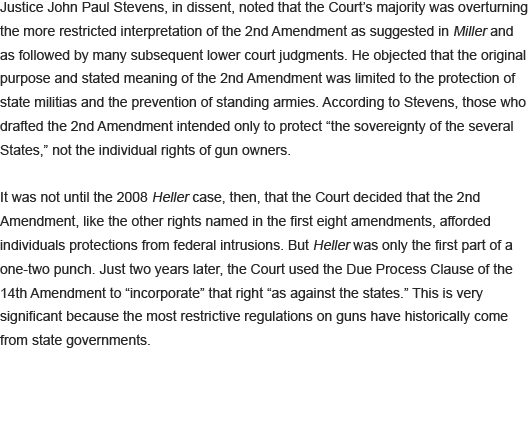 Justice John Paul Stevens, in dissent, noted that the Court’s majority was overturning
the more restricted interpretation of the 2nd Amendment as suggested in Miller and
as followed by many subsequent lower court judgments. He objected that the original
purpose and stated meaning of the 2nd Amendment was limited to the protection of
state militias and the prevention of standing armies. According to Stevens, those who
drafted the 2nd Amendment intended only to protect “the sovereignty of the several
States,” not the individual rights of gun owners.
It was not until the 2008 Heller case, then, that the Court decided that the 2nd
Amendment, like the other rights named in the first eight amendments, afforded
individuals protections from federal intrusions. But Heller was only the first part of a
one-two punch. Just two years later, the Court used the Due Process Clause of the
14th Amendment to “incorporate” that right “as against the states.” This is very
significant because the most restrictive regulations on guns have historically come
from state governments.